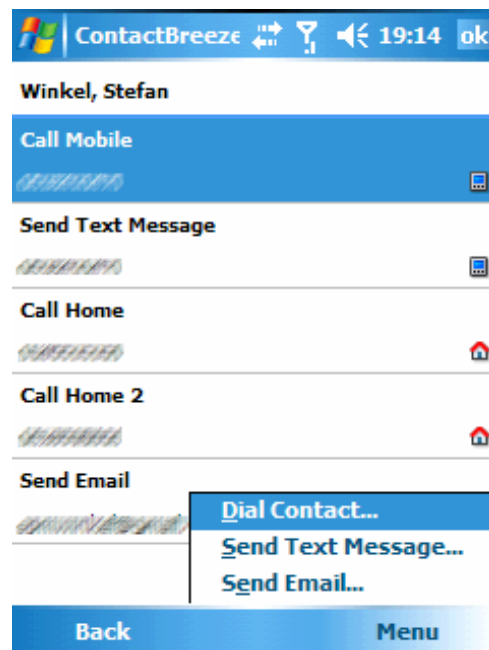 ContactBreeze 19:14 ok
Winkel, Stefan
Call Mobile
Send Text Message
Call Home
Call Home 2
Send Email
Dial Contact...
Send Text Message...
Send Email...
Back Menu